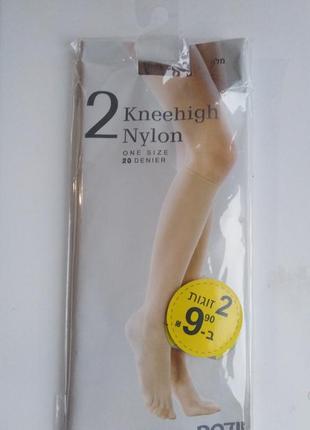 2 Kneehigh
Nylon
ONE SIZE
20 DENIER
2 זוגות
ב-9.90 ₪